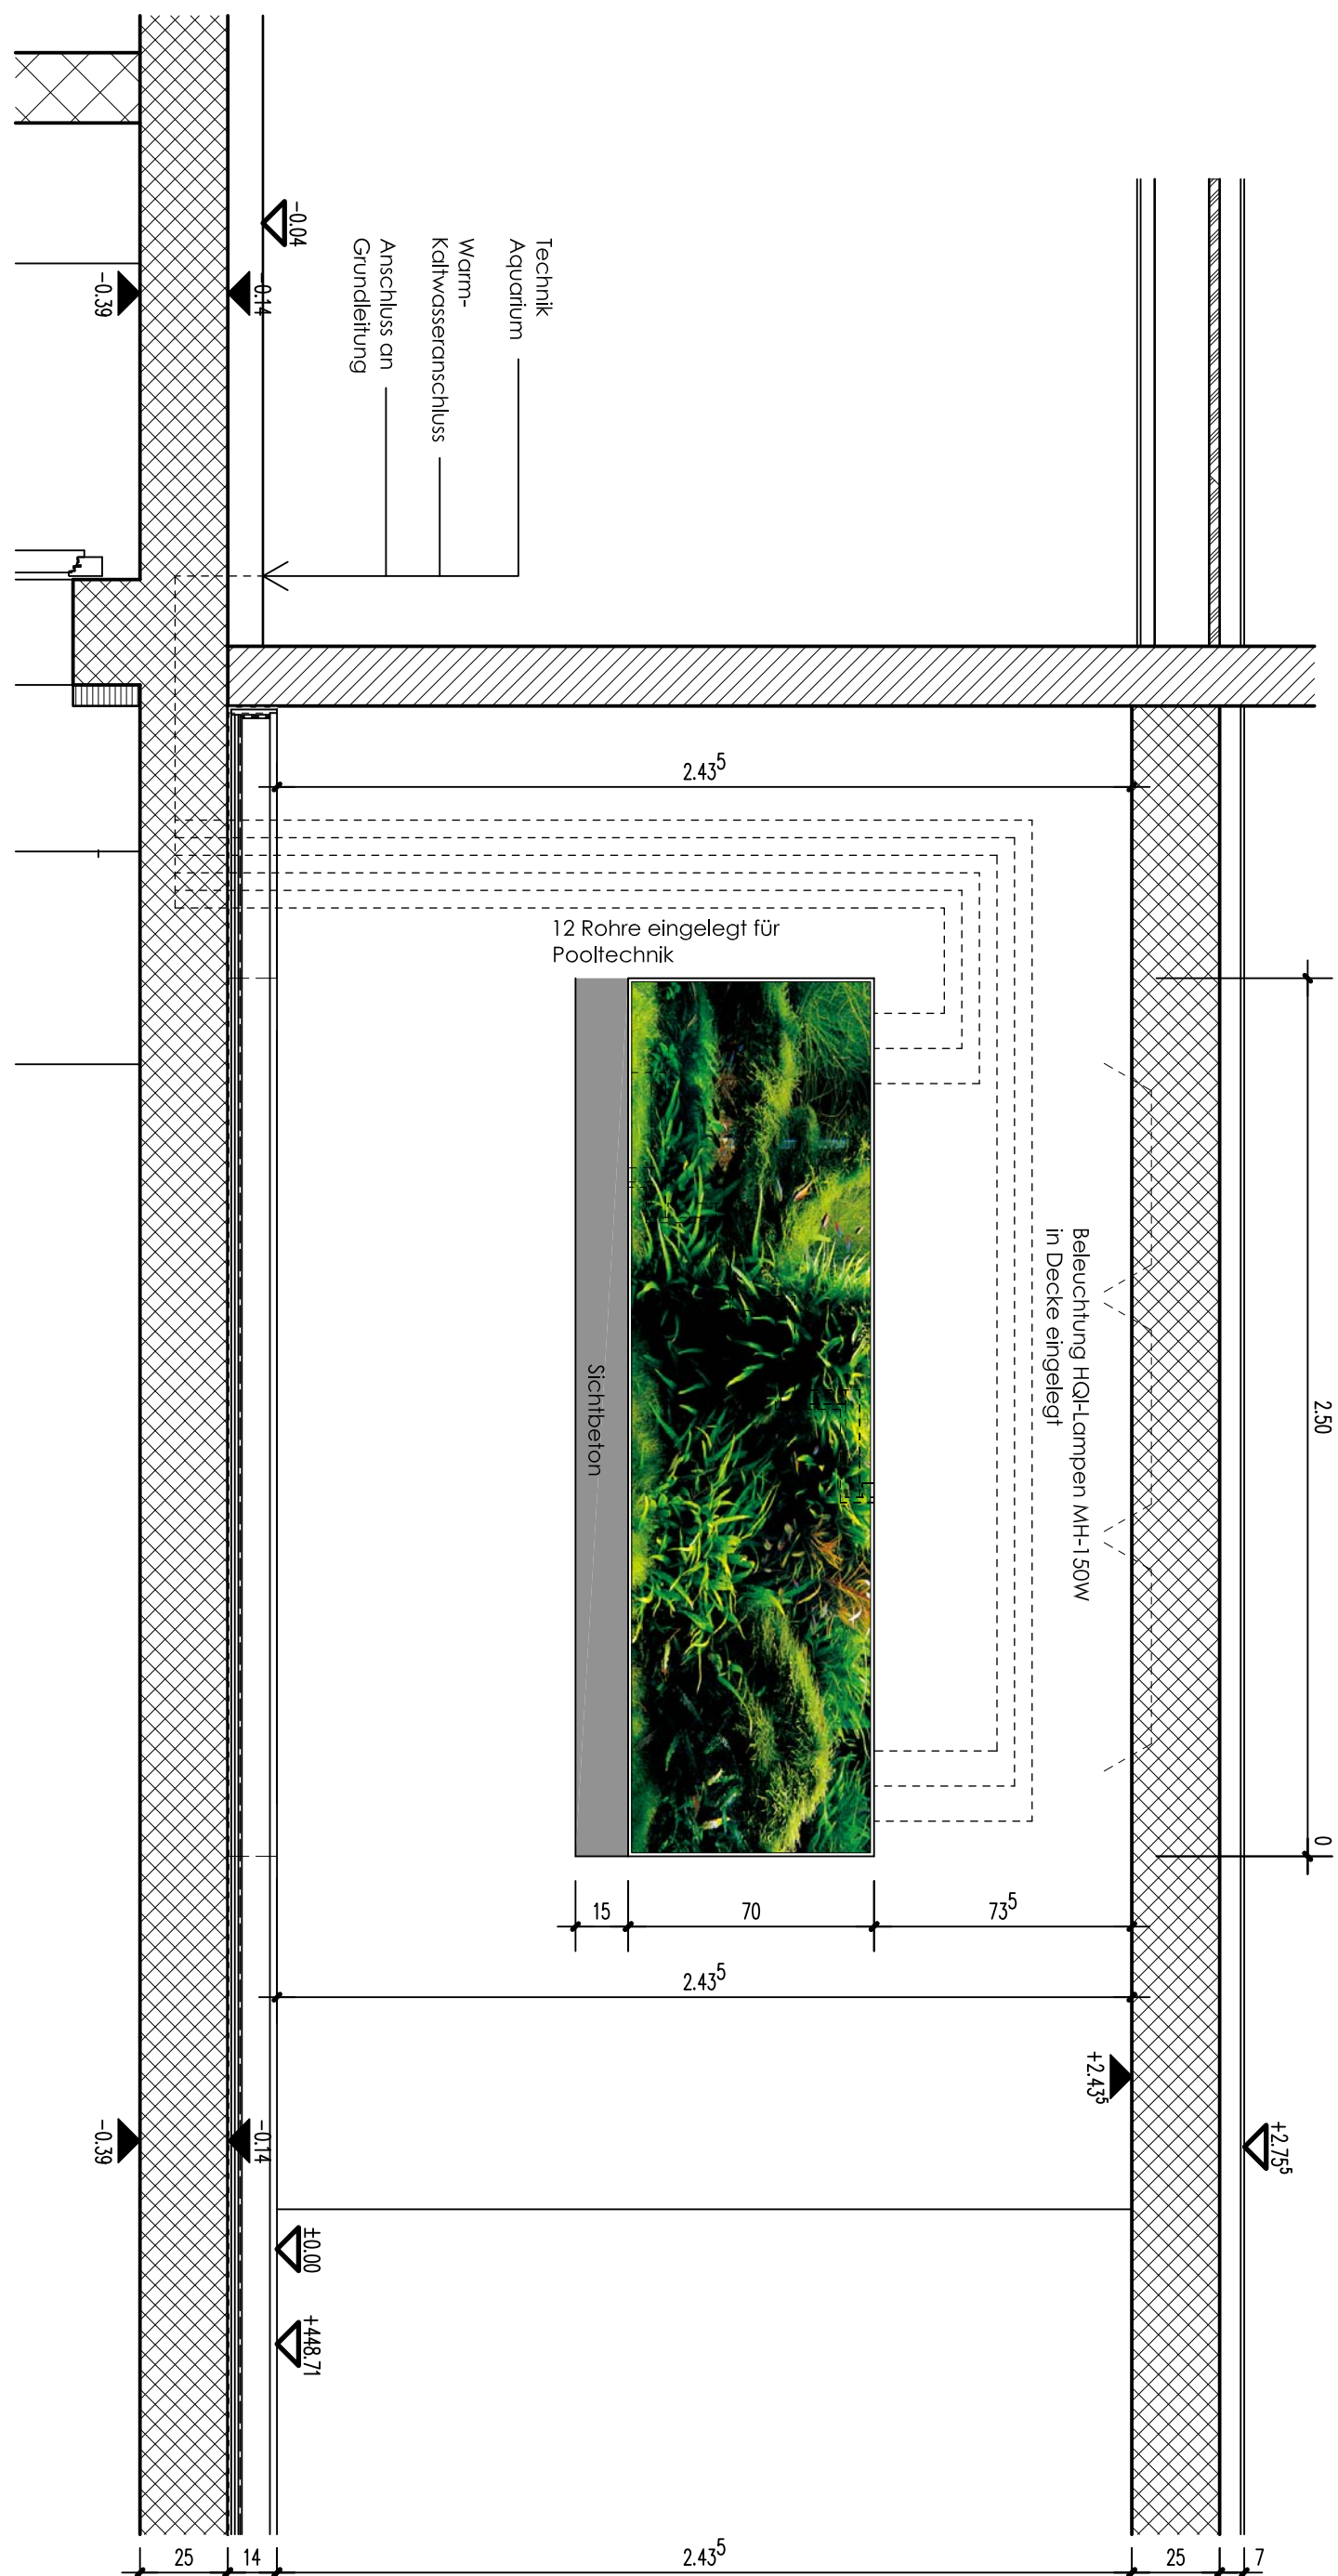 -0.04
-0.14
-0.39
Technik
Aquarium
Warm-
Kaltwasseranschluss
Anschluss an
Grundleitung
2.43⁵
12 Rohre eingelegt für
Pooltechnik
Beleuchtung HQI-Lampen MH-150W
in Decke eingelegt
2.50
0
Sichtbeton
15
70
73⁵
2.43⁵
+2.43⁵
+2.75⁵
-0.39
-0.14
±0.00
+448.71
25
14
2.43⁵
25
7